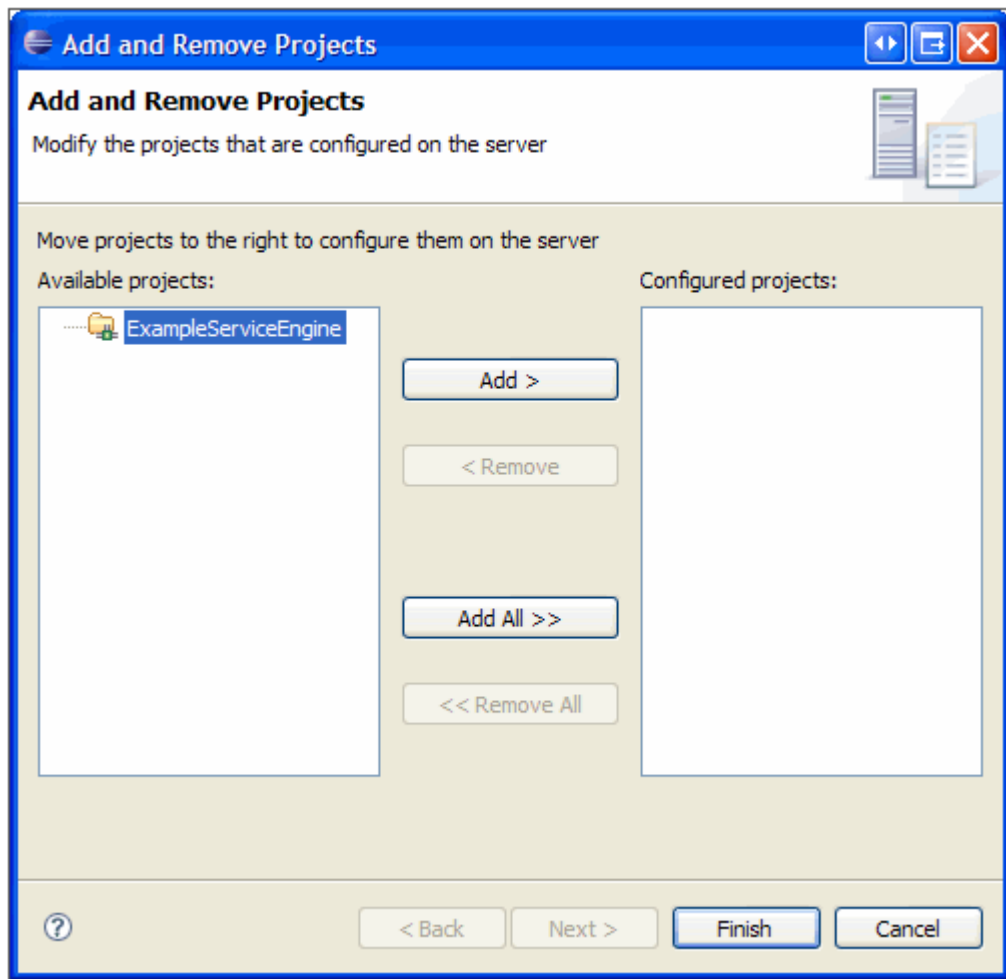 Add and Remove Projects
Add and Remove Projects
Modify the projects that are configured on the server
Move projects to the right to configure them on the server
Available projects:
Configured projects:
ExampleServiceEngine
Add >
< Remove
Add All >>
<< Remove All
?
< Back
Next >
Finish
Cancel